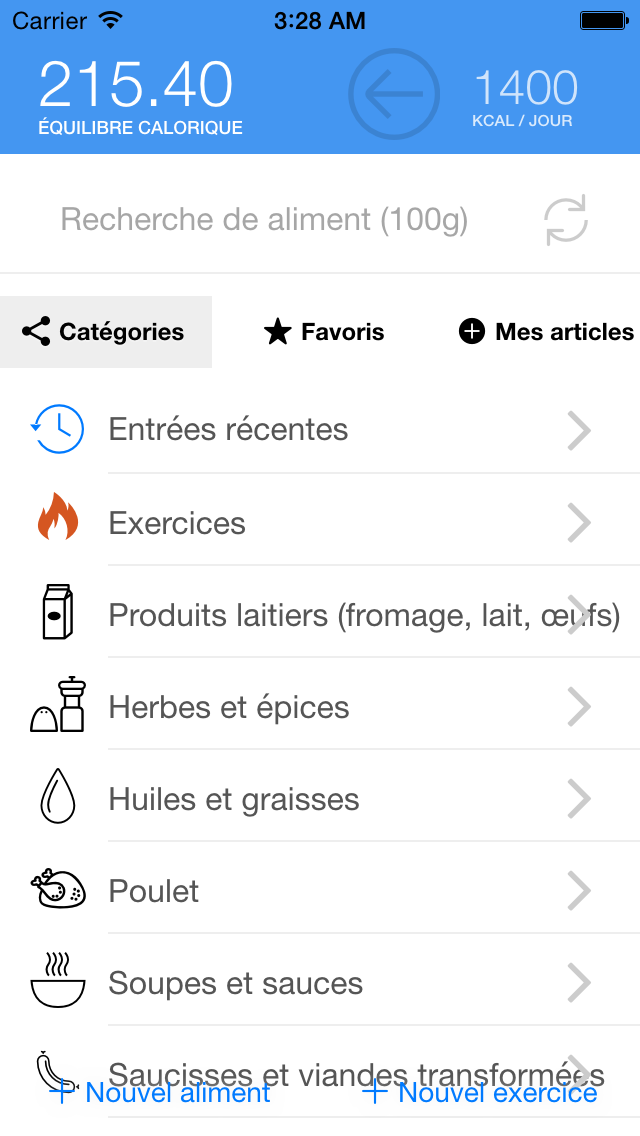 Carrier 3:28 AM
215.40 1400
ÉQUILIBRE CALORIQUE KCAL / JOUR
Recherche de aliment (100g)
Catégories Favoris Mes articles
Entrées récentes
Exercices
Produits laitiers (fromage, lait, œufs)
Herbes et épices
Huiles et graisses
Poulet
Soupes et sauces
Saucisses et viandes transformées
Nouvel aliment Nouvel exercice